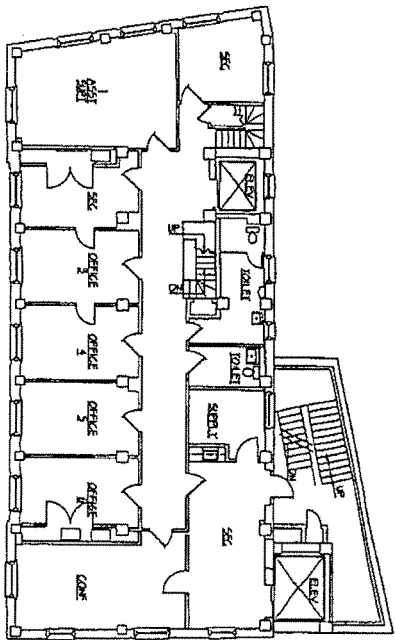 SEC
1
ASST
SUPT
ELEV
SEC
UP
DN
OFFICE
3
TOILET
OFFICE
4
TOILET
OFFICE
5
SUPPLY
UP
DN
OFFICE
SEC
CONF
ELEV